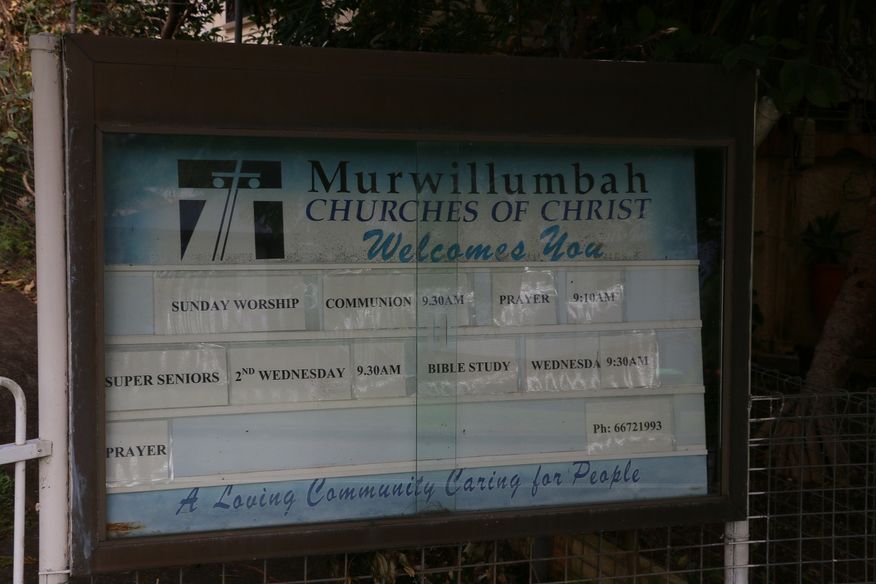 Murwillumbah
CHURCHES OF CHRIST
Welcomes You
SUNDAY WORSHIP COMMUNION 9.30AM PRAYER 9:10AM
SUPER SENIORS 2ND WEDNESDAY 9.30AM BIBLE STUDY WEDNESDA 9:30AM
PRAYER Ph: 66721993
A Loving Community Caring for People